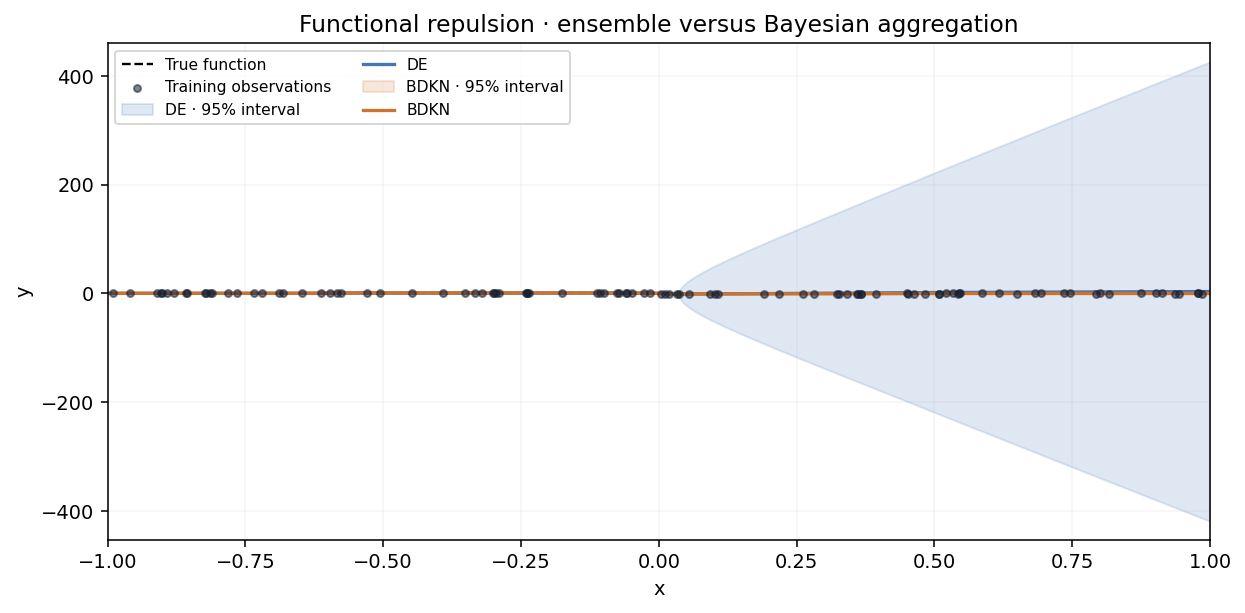 Functional repulsion · ensemble versus Bayesian aggregation
True function
Training observations
DE · 95% interval
DE
BDKN · 95% interval
BDKN
400
200
0
−200
−400
y
−1.00 −0.75 −0.50 −0.25 0.00 0.25 0.50 0.75 1.00
x